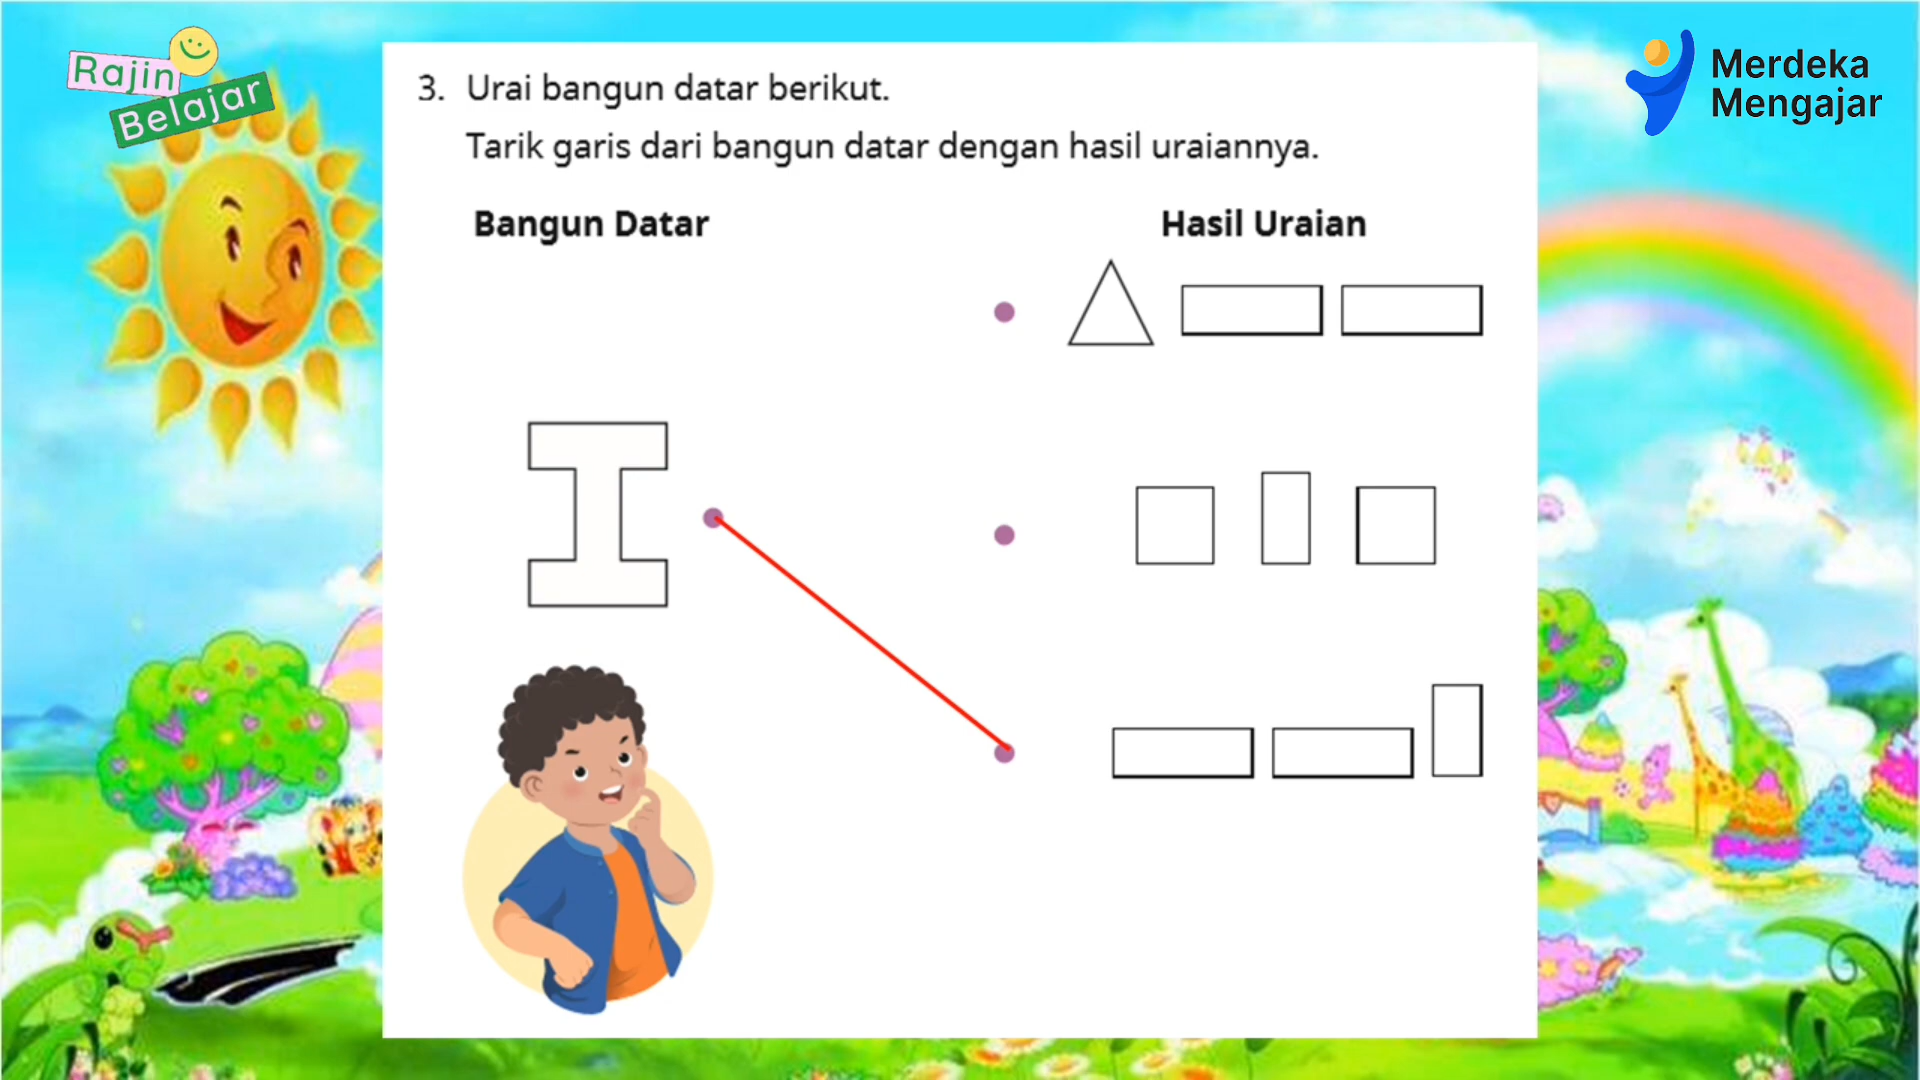 Rajin
Belajar
Merdeka
Mengajar
3. Urai bangun datar berikut.
Tarik garis dari bangun datar dengan hasil uraiannya.
Bangun Datar
Hasil Uraian